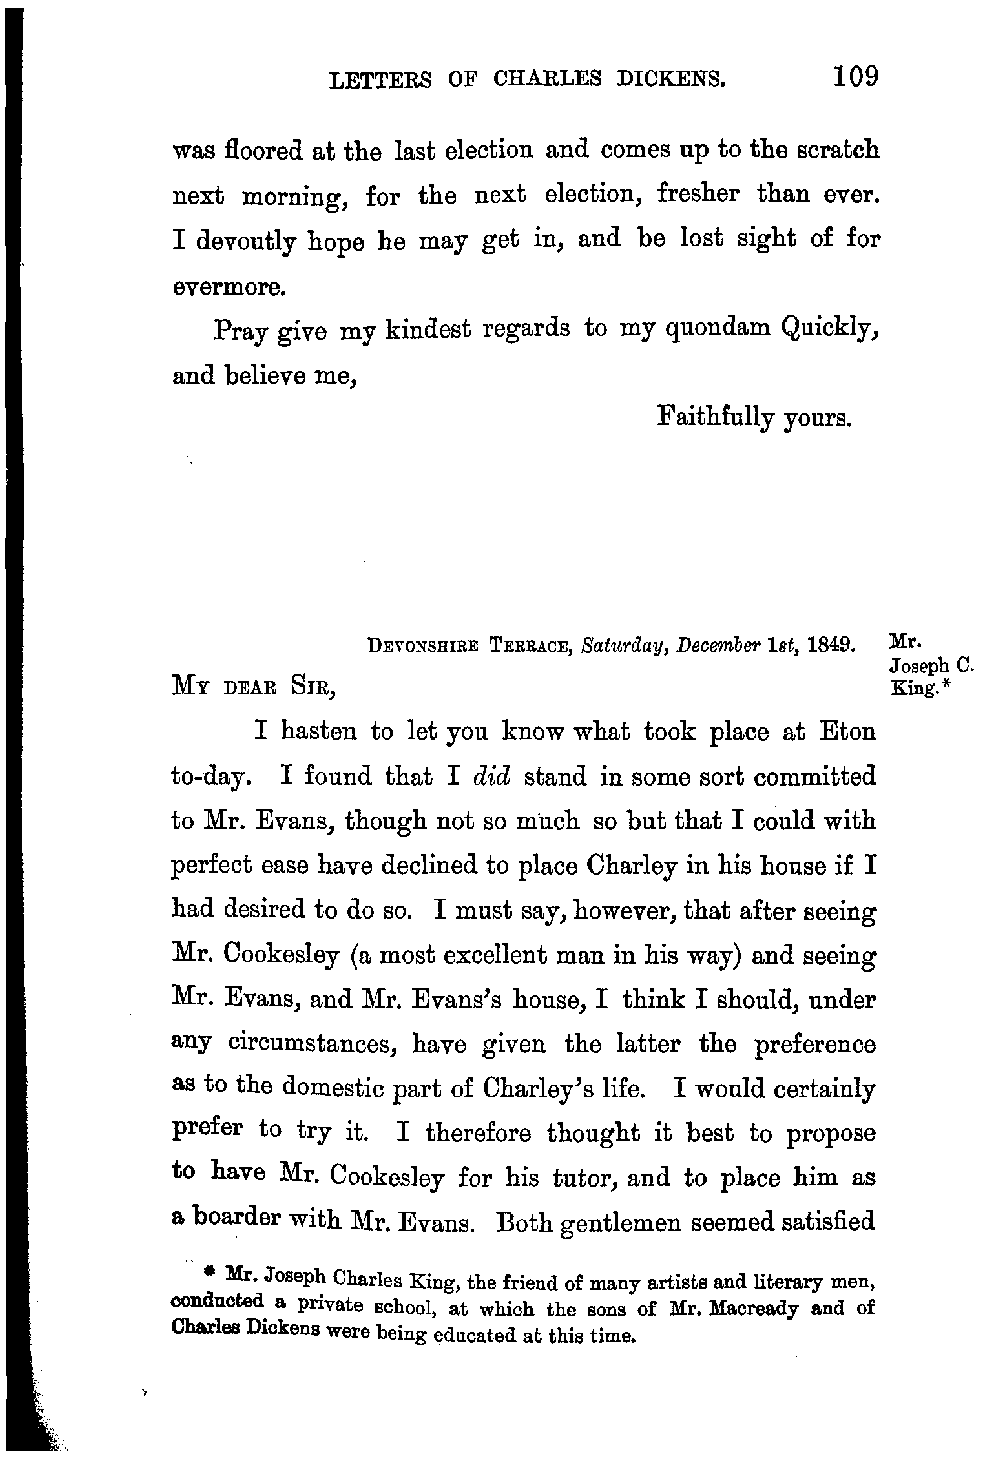 LETTERS OF CHARLES DICKENS. 109
was floored at the last election and comes up to the scratch
next morning, for the next election, fresher than ever.
I devoutly hope he may get in, and be lost sight of for
evermore.
Pray give my kindest regards to my quondam Quickly,
and believe me,
Faithfully yours.
Devonshire Terrace, Saturday, December 1st, 1849.
Mr.
Joseph C.
King.*
My dear Sir,
I hasten to let you know what took place at Eton
to-day. I found that I did stand in some sort committed
to Mr. Evans, though not so much so but that I could with
perfect ease have declined to place Charley in his house if I
had desired to do so. I must say, however, that after seeing
Mr. Cookesley (a most excellent man in his way) and seeing
Mr. Evans, and Mr. Evans's house, I think I should, under
any circumstances, have given the latter the preference
as to the domestic part of Charley's life. I would certainly
prefer to try it. I therefore thought it best to propose
to have Mr. Cookesley for his tutor, and to place him as
a boarder with Mr. Evans. Both gentlemen seemed satisfied
* Mr. Joseph Charles King, the friend of many artists and literary men,
conducted a private school, at which the sons of Mr. Macready and of
Charles Dickens were being educated at this time.